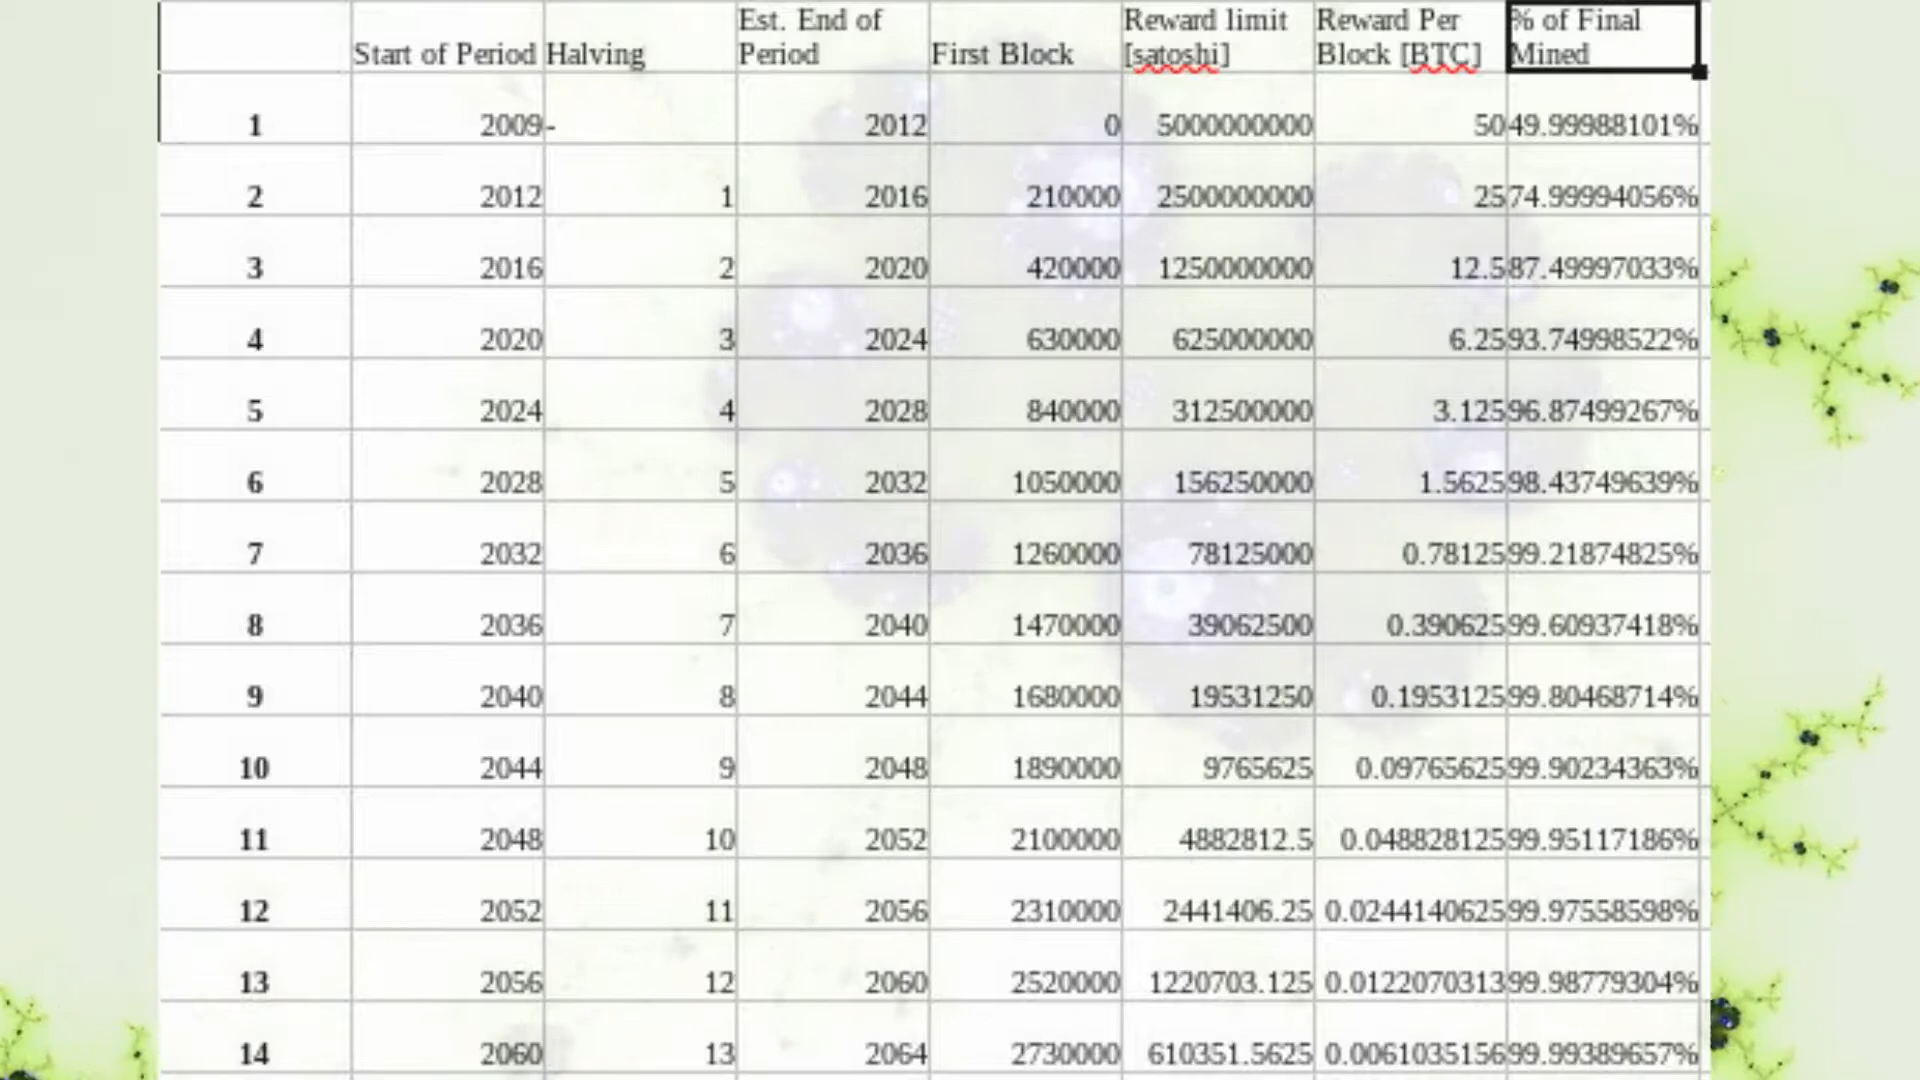 Start of Period Halving Est. End of Period First Block Reward limit [satoshi] Reward Per Block [BTC] % of Final Mined
1 2009 - 2012 0 5000000000 50 49.99988101%
2 2012 1 2016 210000 2500000000 25 74.99994056%
3 2016 2 2020 420000 1250000000 12.5 87.49997033%
4 2020 3 2024 630000 625000000 6.25 93.74998522%
5 2024 4 2028 840000 312500000 3.125 96.87499267%
6 2028 5 2032 1050000 156250000 1.5625 98.43749639%
7 2032 6 2036 1260000 78125000 0.78125 99.21874825%
8 2036 7 2040 1470000 39062500 0.390625 99.60937418%
9 2040 8 2044 1680000 19531250 0.1953125 99.80468714%
10 2044 9 2048 1890000 9765625 0.09765625 99.90234363%
11 2048 10 2052 2100000 4882812.5 0.048828125 99.95117186%
12 2052 11 2056 2310000 2441406.25 0.0244140625 99.97558598%
13 2056 12 2060 2520000 1220703.125 0.0122070313 99.98779304%
14 2060 13 2064 2730000 610351.5625 0.0061035156 99.99389657%